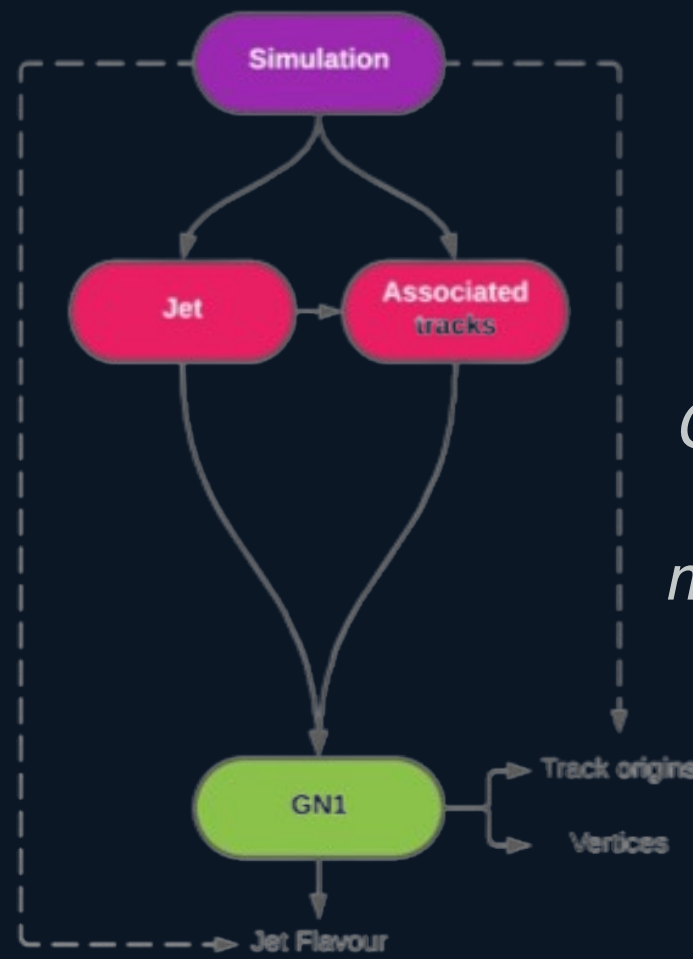 Simulation
Jet
Associated
tracks
GN1
Track origins
Vertices
Jet Flavour